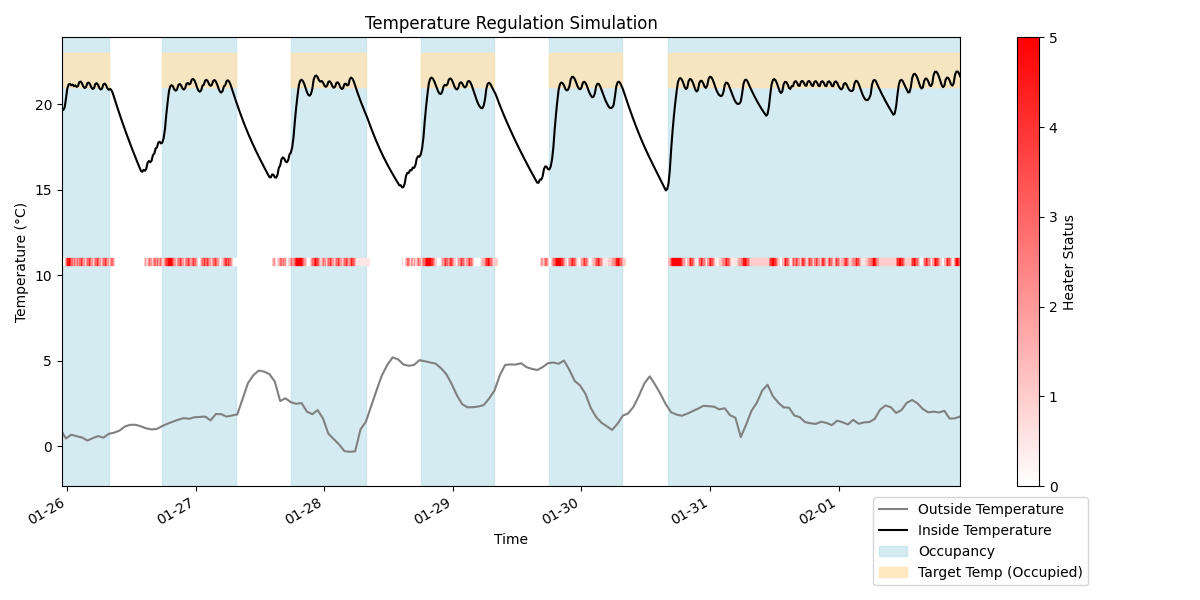 Temperature Regulation Simulation
Temperature (°C)
20
15
10
5
0
01-26
01-27
01-28
01-29
01-30
01-31
02-01
Time
5
4
3
2
1
0
Heater Status
Outside Temperature
Inside Temperature
Occupancy
Target Temp (Occupied)